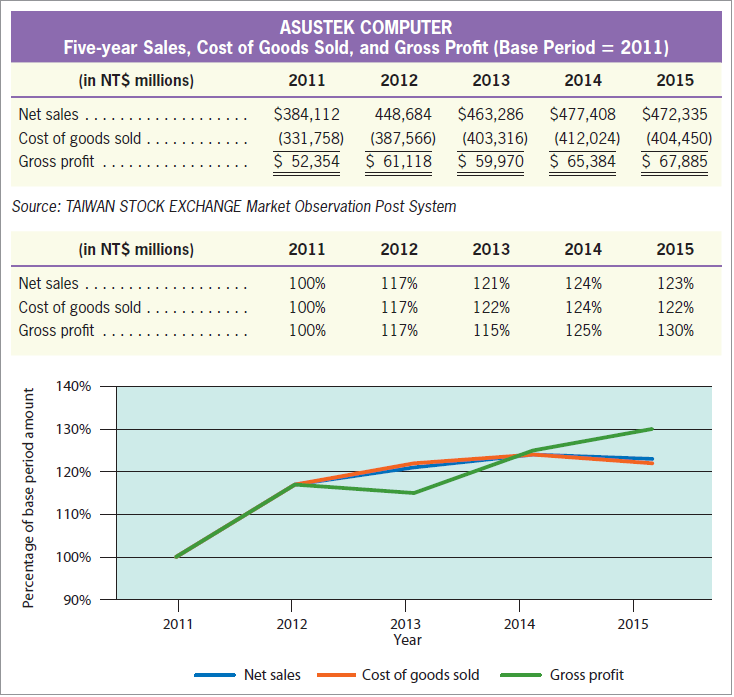 ASUSTEK COMPUTER
Five-year Sales, Cost of Goods Sold, and Gross Profit (Base Period = 2011)
(in NT$ millions) 2011 2012 2013 2014 2015
Net sales . . . . . . . . . . . . . . . . . . . $384,112 448,684 $463,286 $477,408 $472,335
Cost of goods sold . . . . . . . . . . . . (331,758) (387,566) (403,316) (412,024) (404,450)
Gross profit . . . . . . . . . . . . . . . . . $ 52,354 $ 61,118 $ 59,970 $ 65,384 $ 67,885
Source: TAIWAN STOCK EXCHANGE Market Observation Post System
(in NT$ millions) 2011 2012 2013 2014 2015
Net sales . . . . . . . . . . . . . . . . . . . 100% 117% 121% 124% 123%
Cost of goods sold . . . . . . . . . . . . 100% 117% 122% 124% 122%
Gross profit . . . . . . . . . . . . . . . . . 100% 117% 115% 125% 130%
Percentage of base period amount
140%
130%
120%
110%
100%
90%
2011 2012 2013 2014 2015
Year
Net sales Cost of goods sold Gross profit